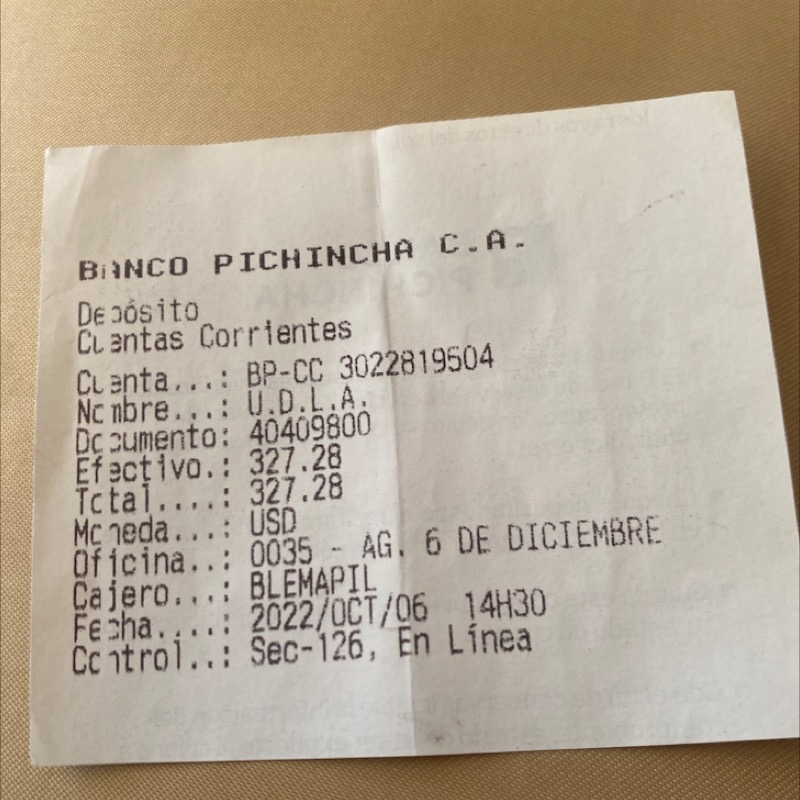 BANCO PICHINCHA C.A.
Depósito
Cuentas Corrientes
Cuenta...: BP-CC 3022819504
Nombre...: U.D.L.A.
Documento: 40409800
Efectivo.: 327.28
Total....: 327.28
Moneda...: USD
Oficina..: 0035 - AG. 6 DE DICIEMBRE
Cajero...: BLEMAPIL
Fecha....: 2022/OCT/06 14H30
Control..: Sec-126, En Línea